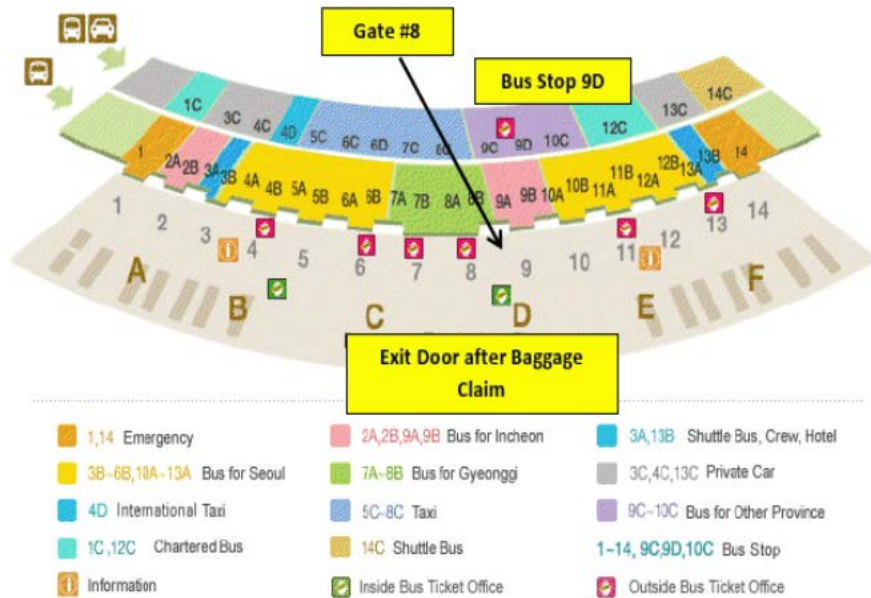 Gate #8
Bus Stop 9D
1C
3C
4C
4D
5C
6C
6D
7C
8C
9C
9D
10C
12C
13C
14C
1
2A
2B
3A
3B
4A
4B
5A
5B
6A
6B
7A
7B
8A
8B
9A
9B
10A
10B
11A
11B
12A
12B
13A
13B
14
1
2
3
4
5
6
7
8
9
10
11
12
13
14
A
B
C
D
E
F
Exit Door after Baggage
Claim
1,14 Emergency
2A,2B,9A,9B Bus for Incheon
3A,13B Shuttle Bus, Crew, Hotel
3B~6B,10A~13A Bus for Seoul
7A~8B Bus for Gyeonggi
3C,4C,13C Private Car
4D International Taxi
5C~8C Taxi
9C~10C Bus for Other Province
1C,12C Chartered Bus
14C Shuttle Bus
1~14, 9C,9D,10C Bus Stop
Information
Inside Bus Ticket Office
Outside Bus Ticket Office